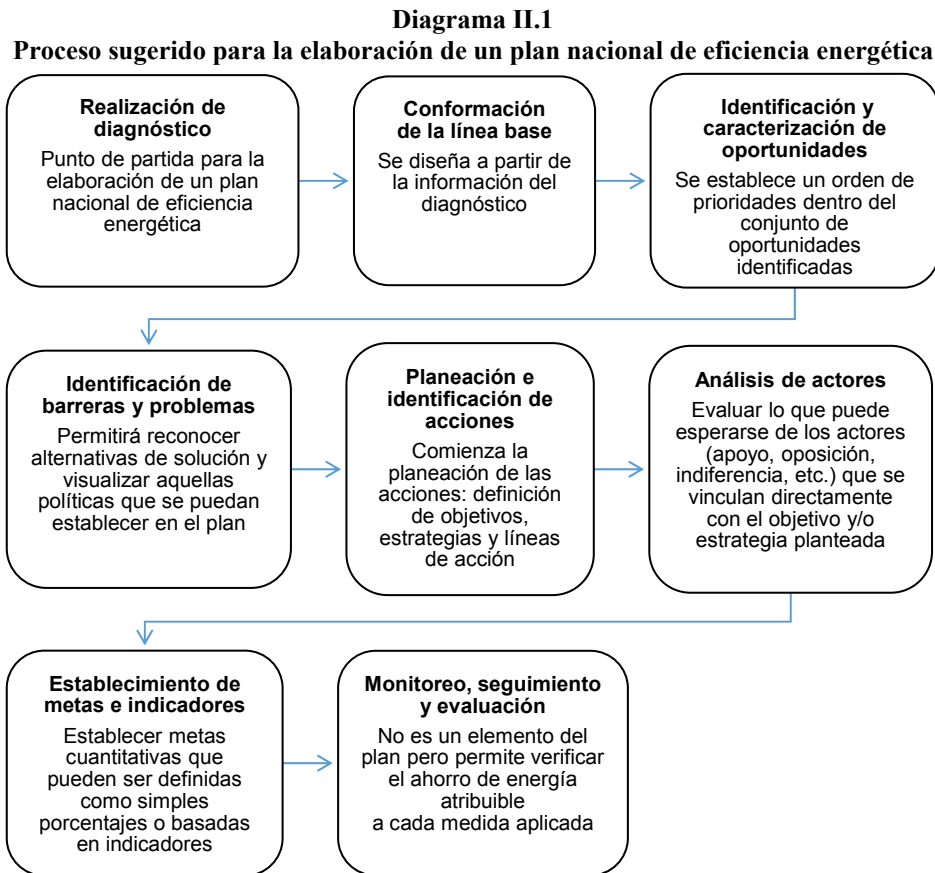 Diagrama II.1
Proceso sugerido para la elaboración de un plan nacional de eficiencia energética
Realización de
diagnóstico
Punto de partida para la
elaboración de un plan
nacional de eficiencia
energética
Conformación
de la línea base
Se diseña a partir de
la información del
diagnóstico
Identificación y
caracterización de
oportunidades
Se establece un orden de
prioridades dentro del
conjunto de
oportunidades
identificadas
Identificación de
barreras y problemas
Permitirá reconocer
alternativas de solución y
visualizar aquellas
políticas que se puedan
establecer en el plan
Planeación e
identificación de
acciones
Comienza la
planeación de las
acciones: definición
de objetivos,
estrategias y líneas
de acción
Análisis de actores
Evaluar lo que puede
esperarse de los actores
(apoyo, oposición,
indiferencia, etc.) que se
vinculan directamente
con el objetivo y/o
estrategia planteada
Establecimiento de
metas e indicadores
Establecer metas
cuantitativas que
pueden ser definidas
como simples
porcentajes o basadas
en indicadores
Monitoreo, seguimiento
y evaluación
No es un elemento del
plan pero permite verificar
el ahorro de energía
atribuible
a cada medida aplicada